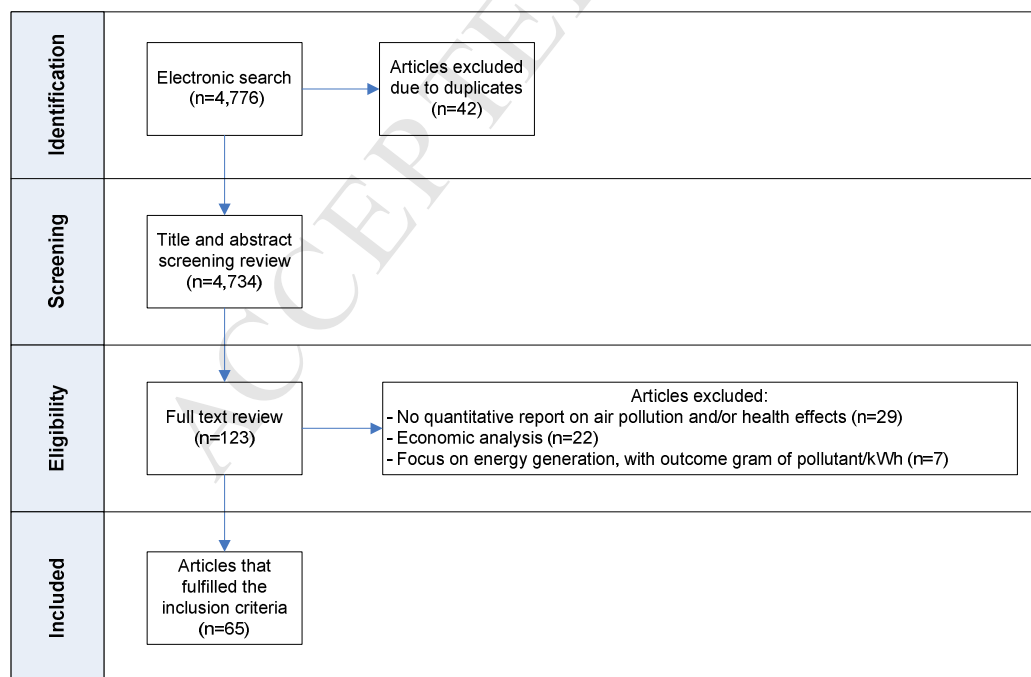 Identification
Electronic search
(n=4,776)
Articles excluded
due to duplicates
(n=42)
Screening
Title and abstract
screening review
(n=4,734)
Eligibility
Full text review
(n=123)
Articles excluded:
- No quantitative report on air pollution and/or health effects (n=29)
- Economic analysis (n=22)
- Focus on energy generation, with outcome gram of pollutant/kWh (n=7)
Included
Articles that
fulfilled the
inclusion criteria
(n=65)
ACCEPTE